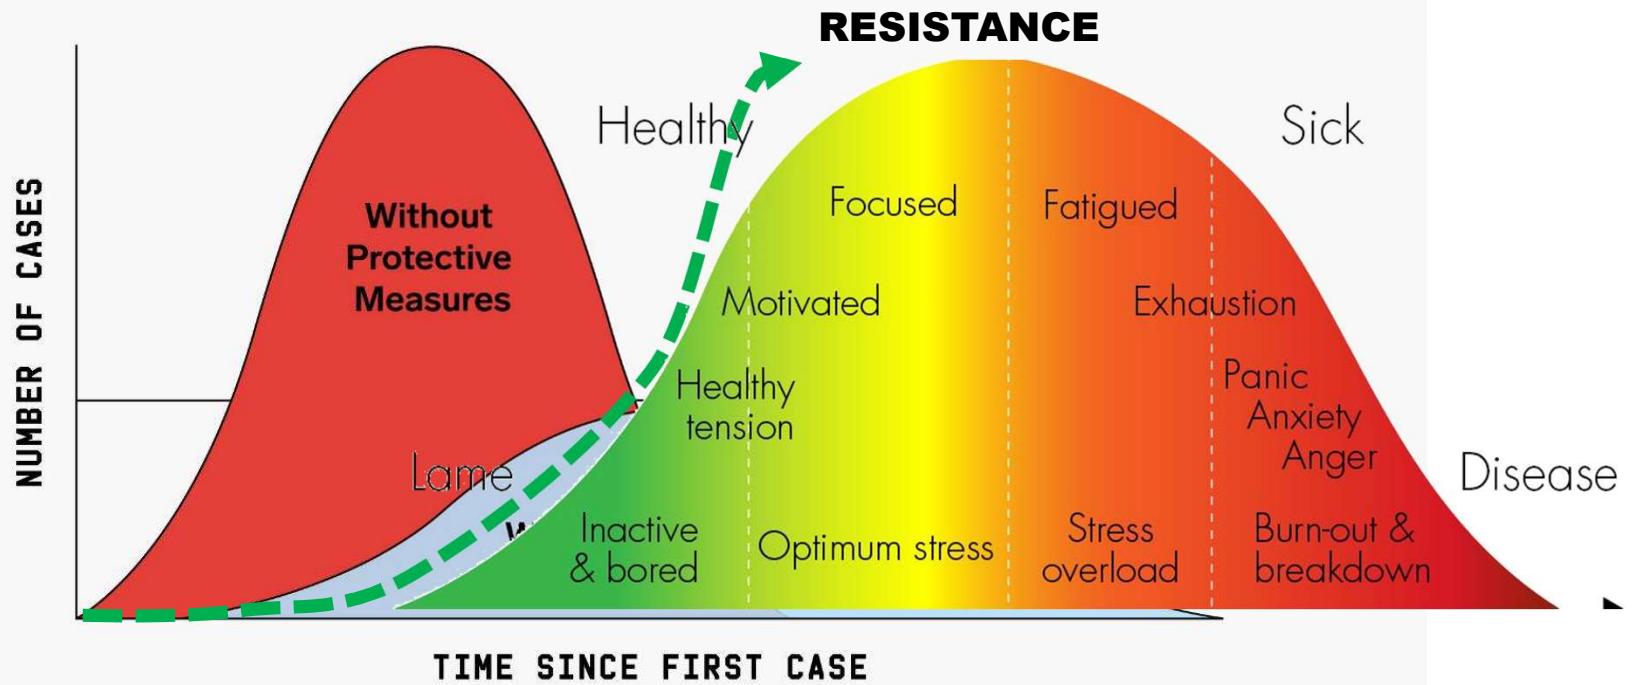 RESISTANCE
Healthy
Sick
Without
Protective
Measures
Focused
Fatigued
Motivated
Exhaustion
Healthy
tension
Panic
Anxiety
Anger
Lame
Disease
Inactive
& bored
Optimum stress
Stress
overload
Burn-out &
breakdown
NUMBER OF CASES
TIME SINCE FIRST CASE